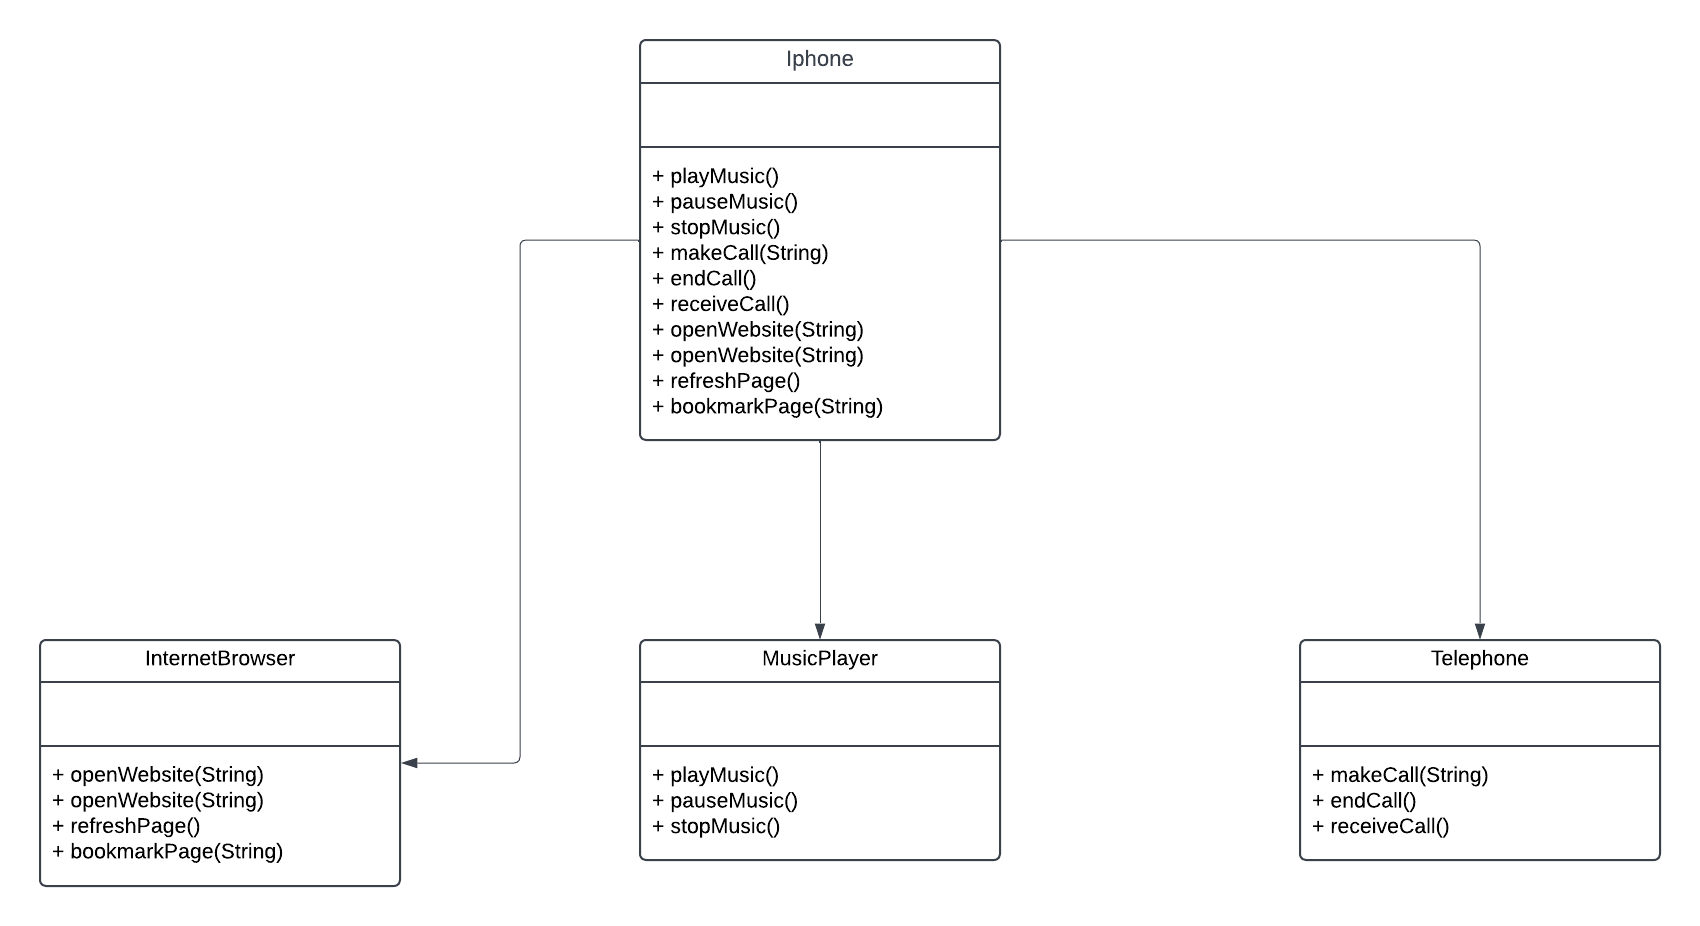 Iphone
+ playMusic()
+ pauseMusic()
+ stopMusic()
+ makeCall(String)
+ endCall()
+ receiveCall()
+ openWebsite(String)
+ openWebsite(String)
+ refreshPage()
+ bookmarkPage(String)
InternetBrowser
+ openWebsite(String)
+ openWebsite(String)
+ refreshPage()
+ bookmarkPage(String)
MusicPlayer
+ playMusic()
+ pauseMusic()
+ stopMusic()
Telephone
+ makeCall(String)
+ endCall()
+ receiveCall()